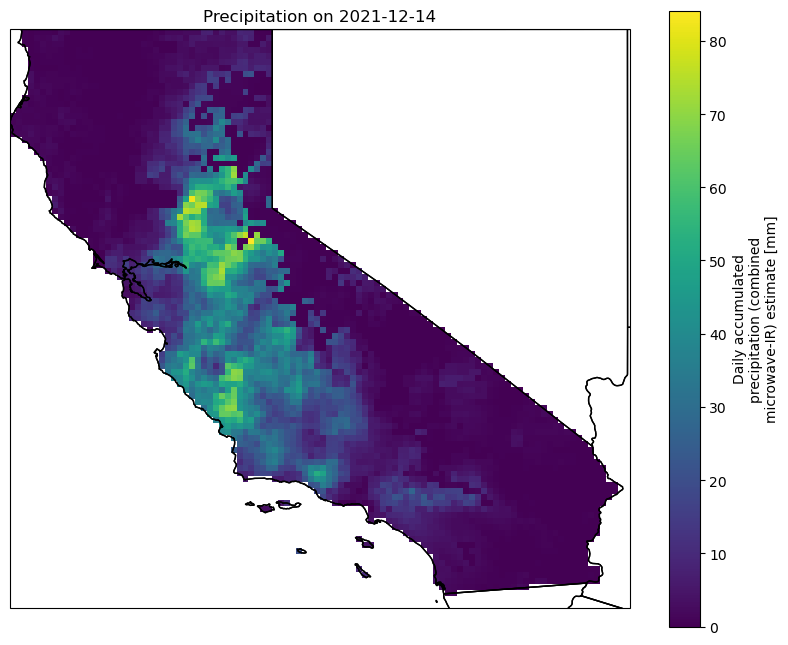 Precipitation on 2021-12-14
80
70
60
50
40
30
20
10
0
Daily accumulated
precipitation (combined
microwave-IR) estimate [mm]